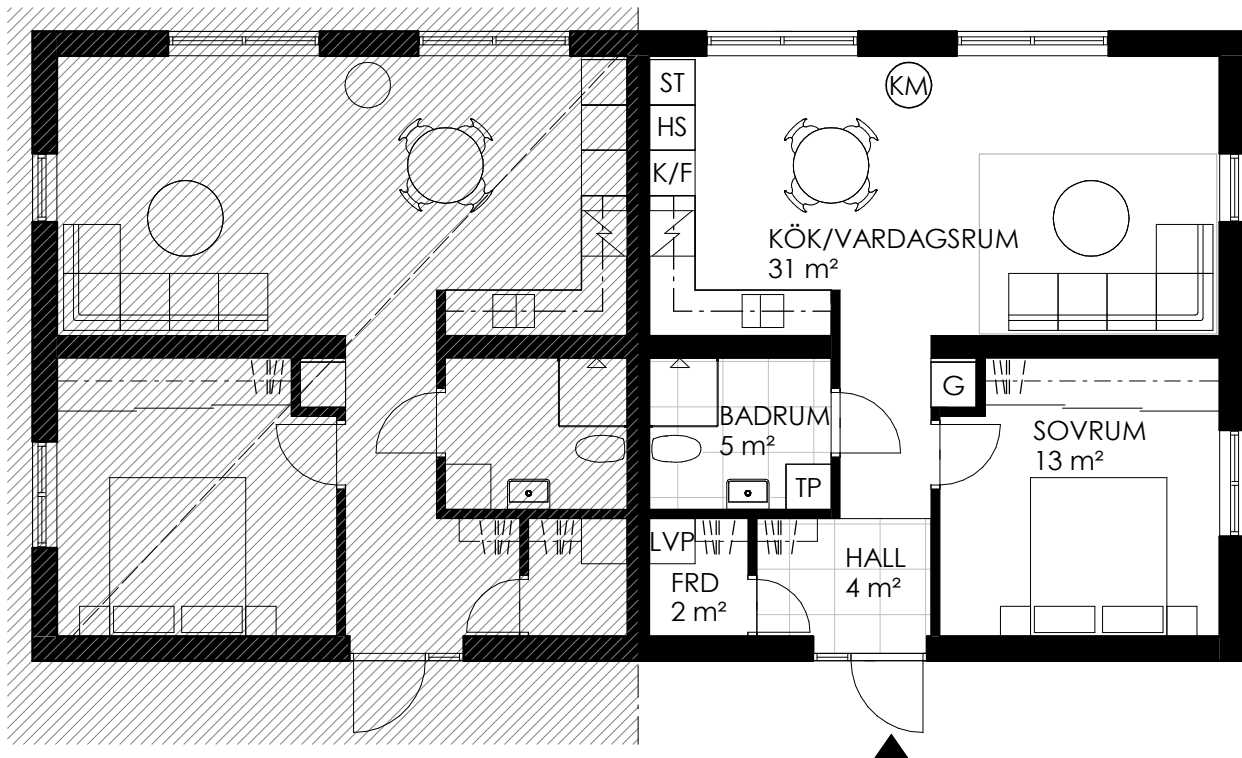 ST
KM
HS
K/F
KÖK/VARDAGSRUM
31 m²
G
BADRUM
5 m²
SOVRUM
13 m²
TP
LVP
HALL
4 m²
FRD
2 m²